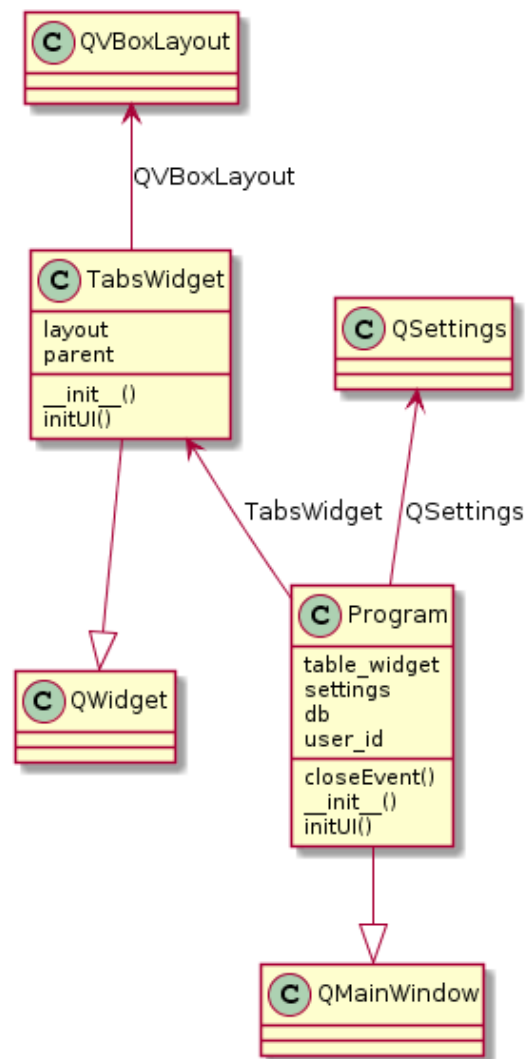 C QVBoxLayout
QVBoxLayout
C TabsWidget
layout
parent
__init__()
initUI()
C QSettings
TabsWidget
QSettings
C Program
table_widget
settings
db
user_id
closeEvent()
__init__()
initUI()
C QWidget
C QMainWindow